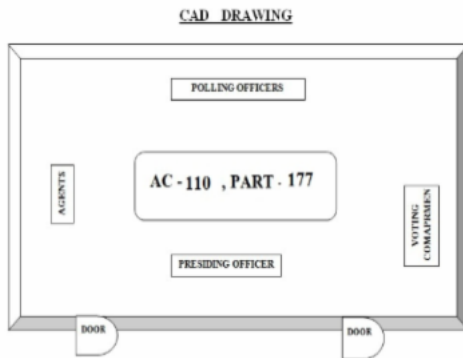 CAD DRAWING
POLLING OFFICERS
AGENTS
AC - 110 , PART - 177
VOTING
COMAPRMEN
PRESIDING OFFICER
DOOR
DOOR